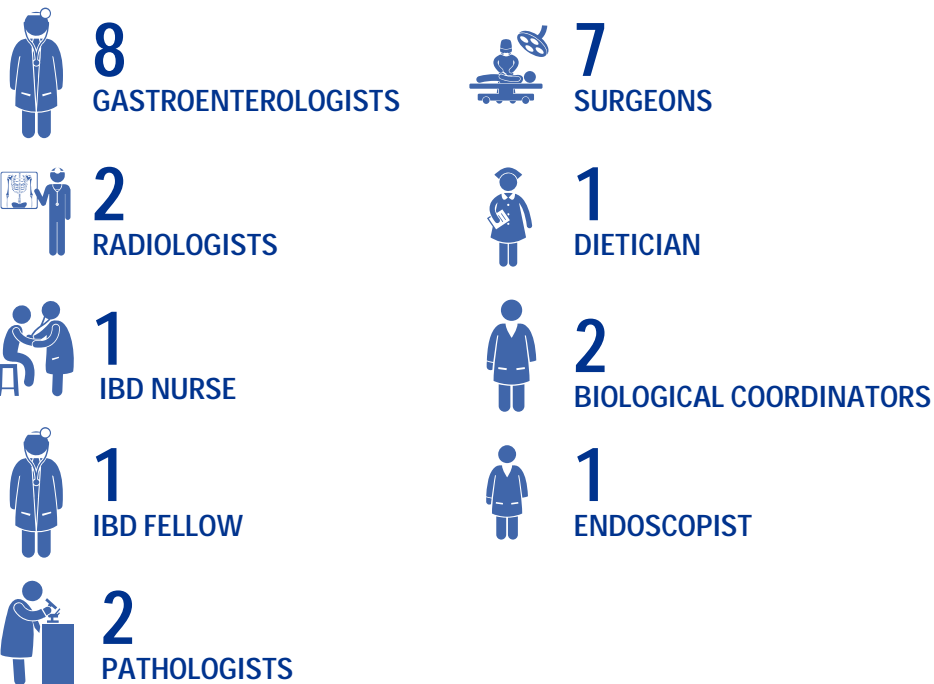 8
GASTROENTEROLOGISTS
7
SURGEONS
2
RADIOLOGISTS
1
DIETICIAN
1
IBD NURSE
2
BIOLOGICAL COORDINATORS
1
IBD FELLOW
1
ENDOSCOPIST
2
PATHOLOGISTS